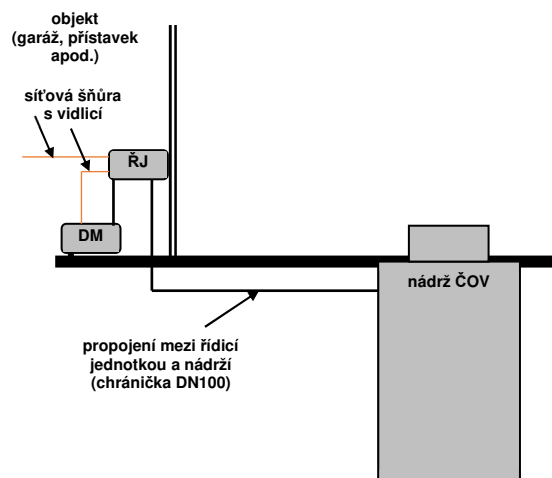 objekt
(garáž, přístavek
apod.)
síťová šňůra
s vidlicí
ŘJ
DM
nádrž ČOV
propojení mezi řídicí
jednotkou a nádrží
(chránička DN100)